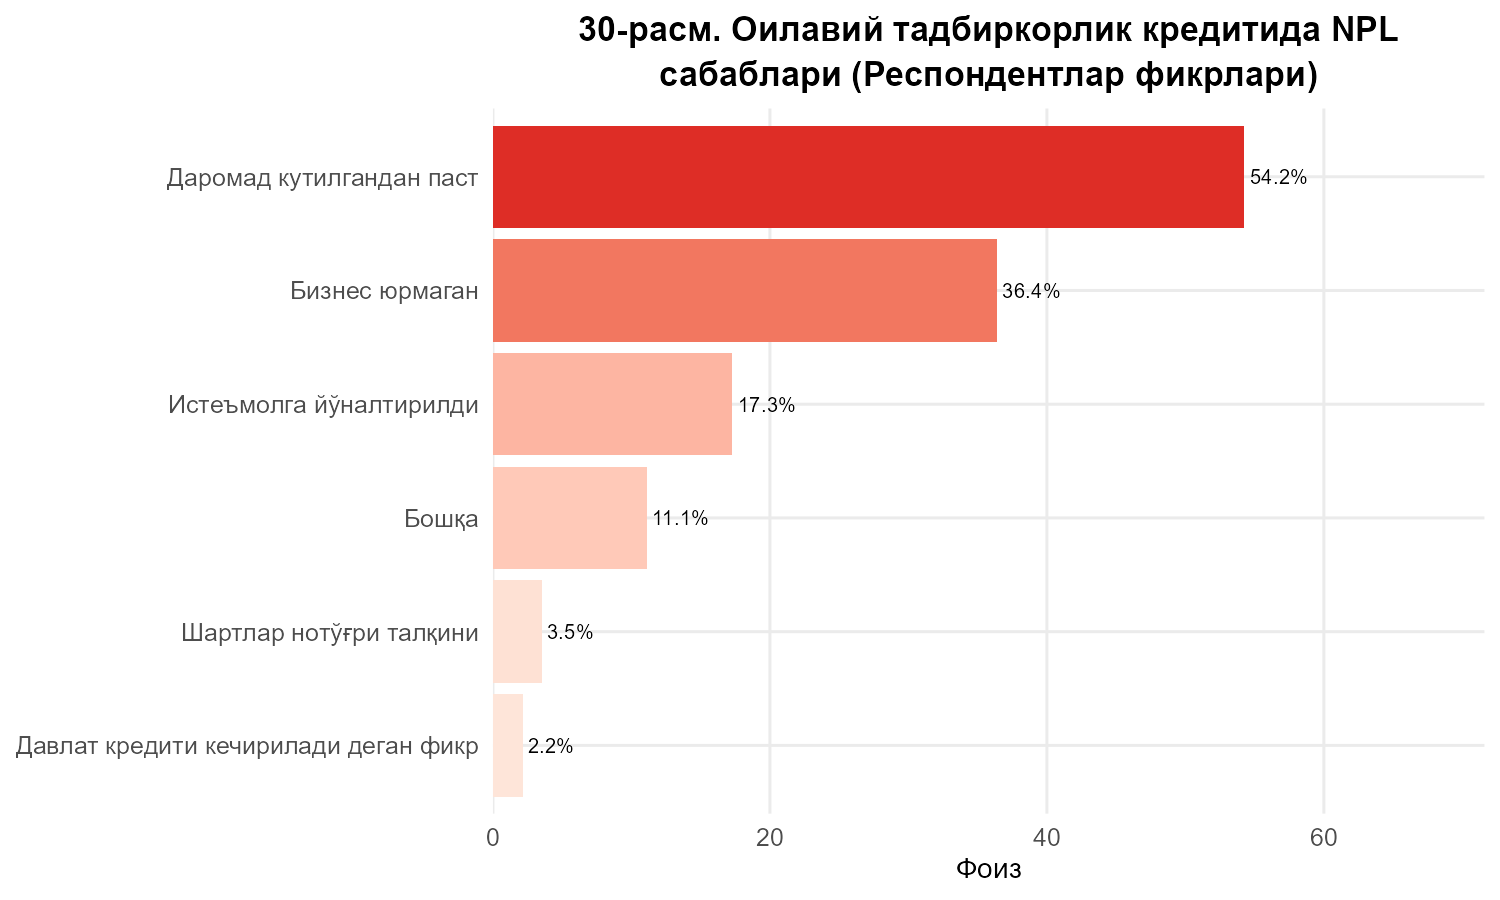 30-расм. Оилавий тадбиркорлик кредитида NPL
сабаблари (Респондентлар фикрлари)
Даромад кутилгандан паст
54.2%
Бизнес юрмаган
36.4%
Истеъмолга йўналтирилди
17.3%
Бошқа
11.1%
Шартлар нотўғри талқини
3.5%
Давлат кредити кечирилади деган фикр
2.2%
0
20
40
60
Фоиз